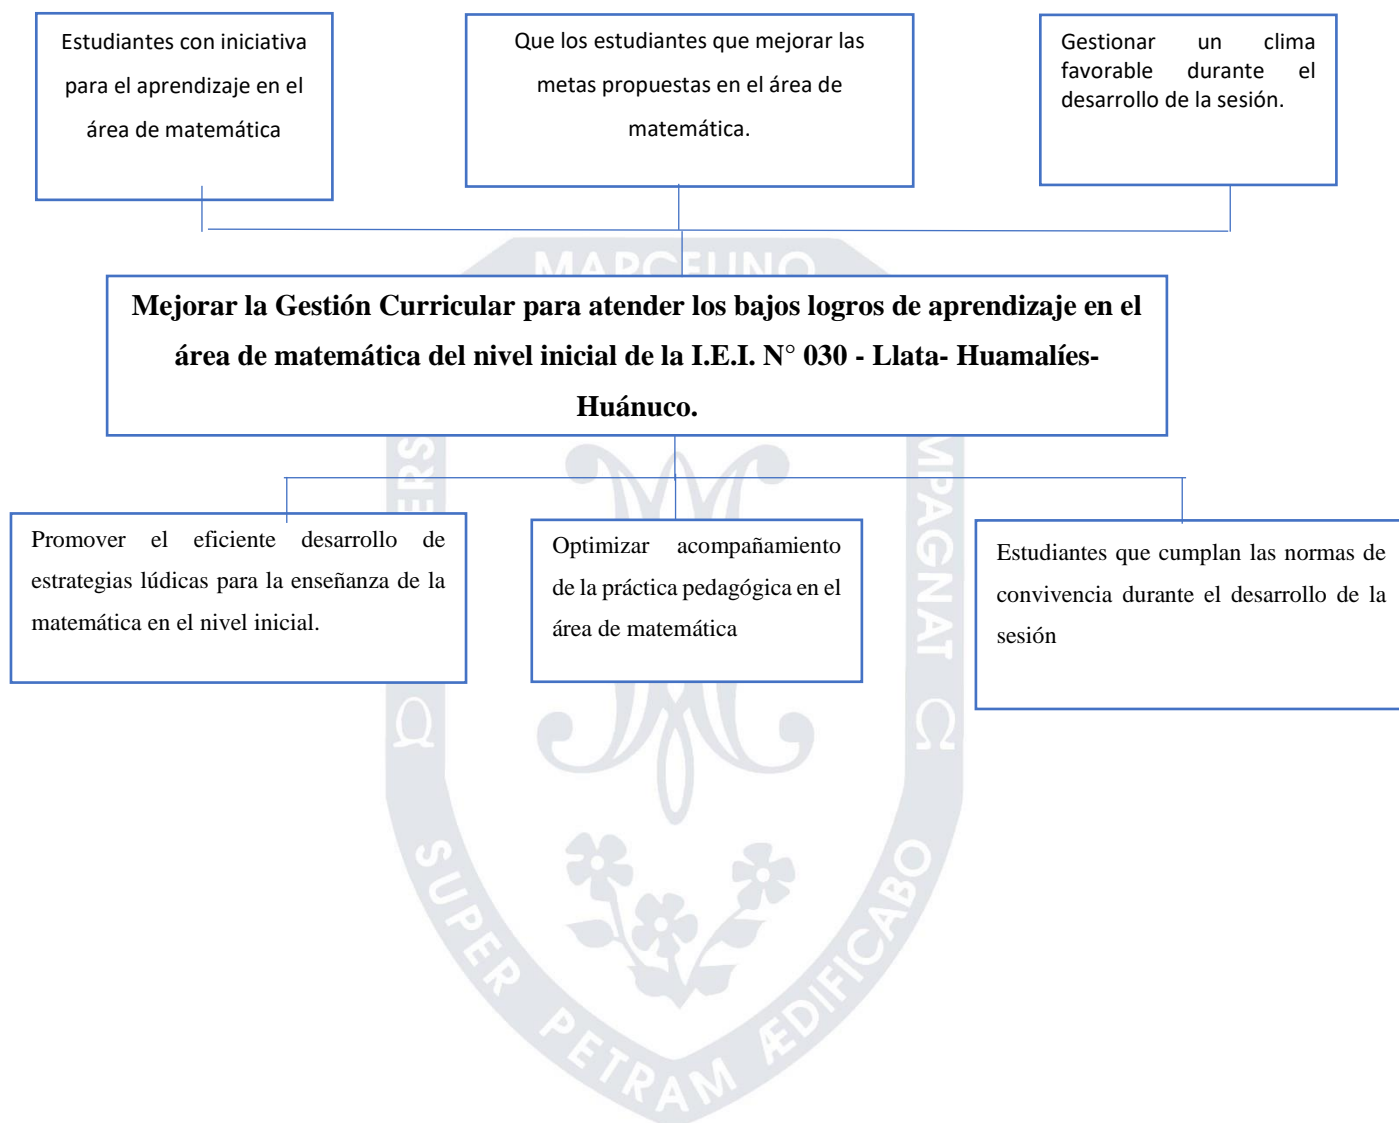 Estudiantes con iniciativa
para el aprendizaje en el
área de matemática
Que los estudiantes que mejorar las
metas propuestas en el área de
matemática.
Gestionar un clima
favorable durante el
desarrollo de la sesión.
MARCELINO
Mejorar la Gestión Curricular para atender los bajos logros de aprendizaje en el
área de matemática del nivel inicial de la I.E.I. N° 030 - Llata- Huamalíes-
Huánuco.
Promover el eficiente desarrollo de
estrategias lúdicas para la enseñanza de la
matemática en el nivel inicial.
Optimizar acompañamiento
de la práctica pedagógica en el
área de matemática
Estudiantes que cumplan las normas de
convivencia durante el desarrollo de la
sesión
SUPER PETRAM ÆDIFICABO